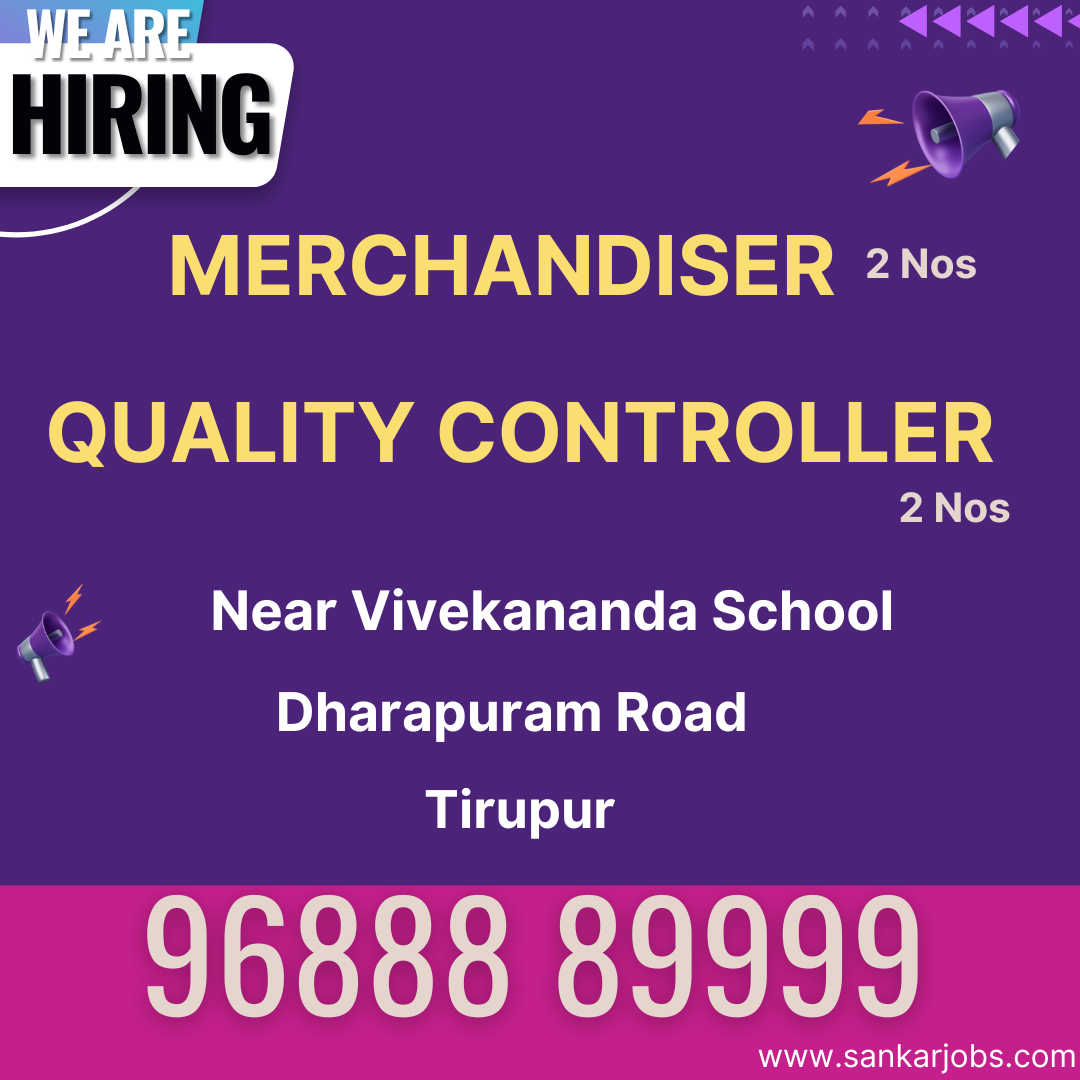 WE ARE
HIRING
MERCHANDISER 2 Nos
QUALITY CONTROLLER
2 Nos
Near Vivekananda School
Dharapuram Road
Tirupur
96888 89999
www.sankarjobs.com